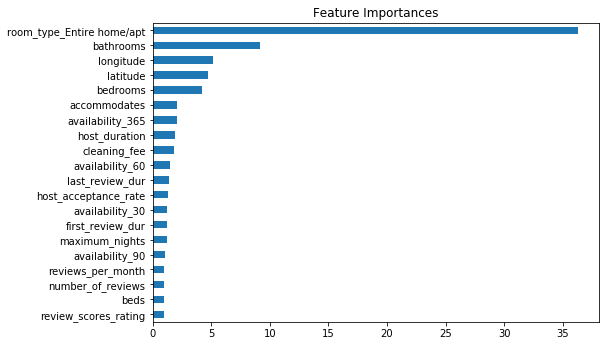 Feature Importances
room_type_Entire home/apt
bathrooms
longitude
latitude
bedrooms
accommodates
availability_365
host_duration
cleaning_fee
availability_60
last_review_dur
host_acceptance_rate
availability_30
first_review_dur
maximum_nights
availability_90
reviews_per_month
number_of_reviews
beds
review_scores_rating
0 5 10 15 20 25 30 35